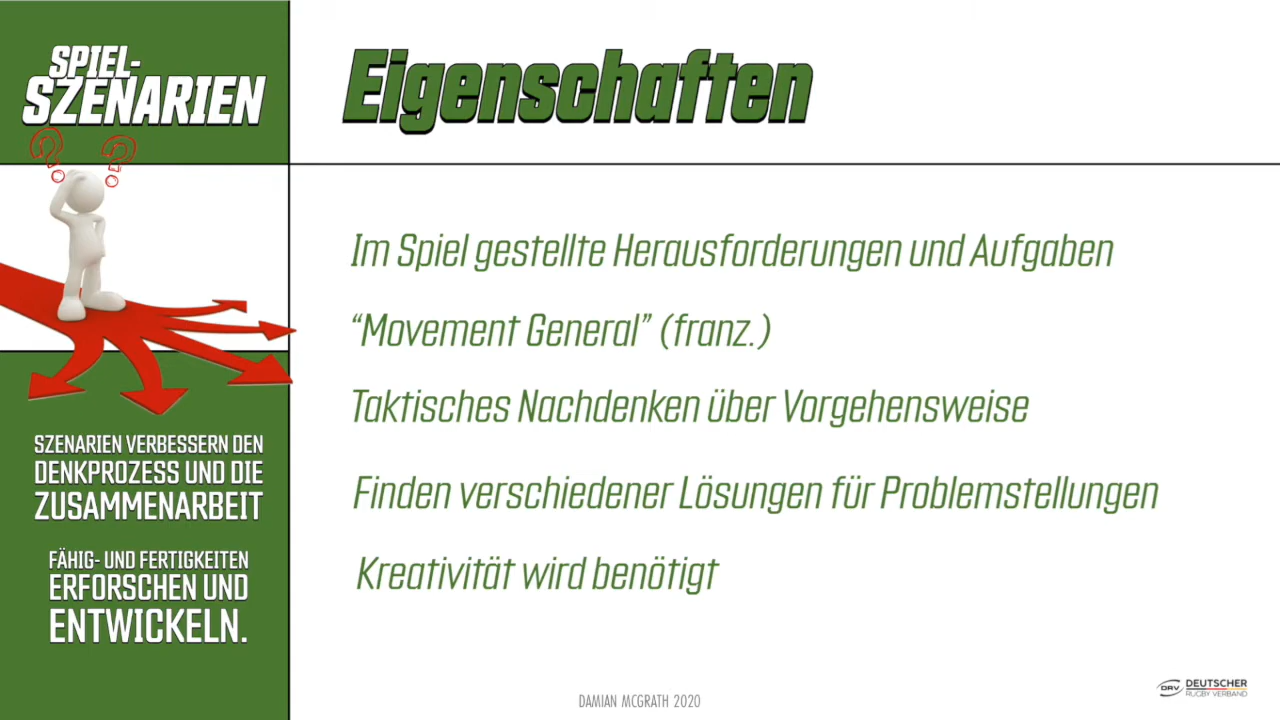 SPIEL-
SZENARIEN
? ?
SZENARIEN VERBESSERN DEN
DENKPROZESS UND DIE
ZUSAMMENARBEIT
FÄHIG- UND FERTIGKEITEN
ERFORSCHEN UND
ENTWICKELN.
Eigenschaften
Im Spiel gestellte Herausforderungen und Aufgaben
“Movement General” (franz.)
Taktisches Nachdenken über Vorgehensweise
Finden verschiedener Lösungen für Problemstellungen
Kreativität wird benötigt
DAMIAN MCGRATH 2020
DRV DEUTSCHER
RUGBY VERBAND